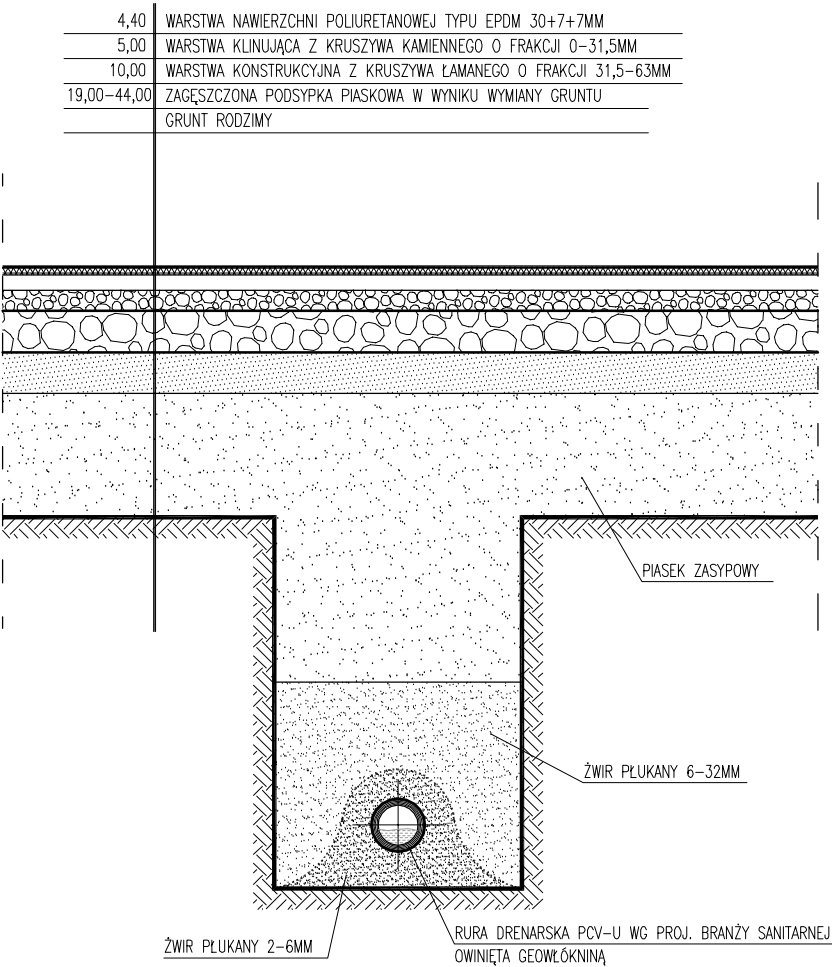 4,40 WARSTWA NAWIERZCHNI POLIURETANOWEJ TYPU EPDM 30+7+7MM
5,00 WARSTWA KLINUJĄCA Z KRUSZYWA KAMIENNEGO O FRAKCJI 0-31,5MM
10,00 WARSTWA KONSTRUKCYJNA Z KRUSZYWA ŁAMANEGO O FRAKCJI 31,5-63MM
19,00-44,00 ZAGĘSZCZONA PODSYPKA PIASKOWA W WYNIKU WYMIANY GRUNTU
GRUNT RODZIMY
PIASEK ZASYPOWY
ŻWIR PŁUKANY 6-32MM
ŻWIR PŁUKANY 2-6MM
RURA DRENARSKA PCV-U WG PROJ. BRANŻY SANITARNEJ
OWINIĘTA GEOWŁÓKNINĄ